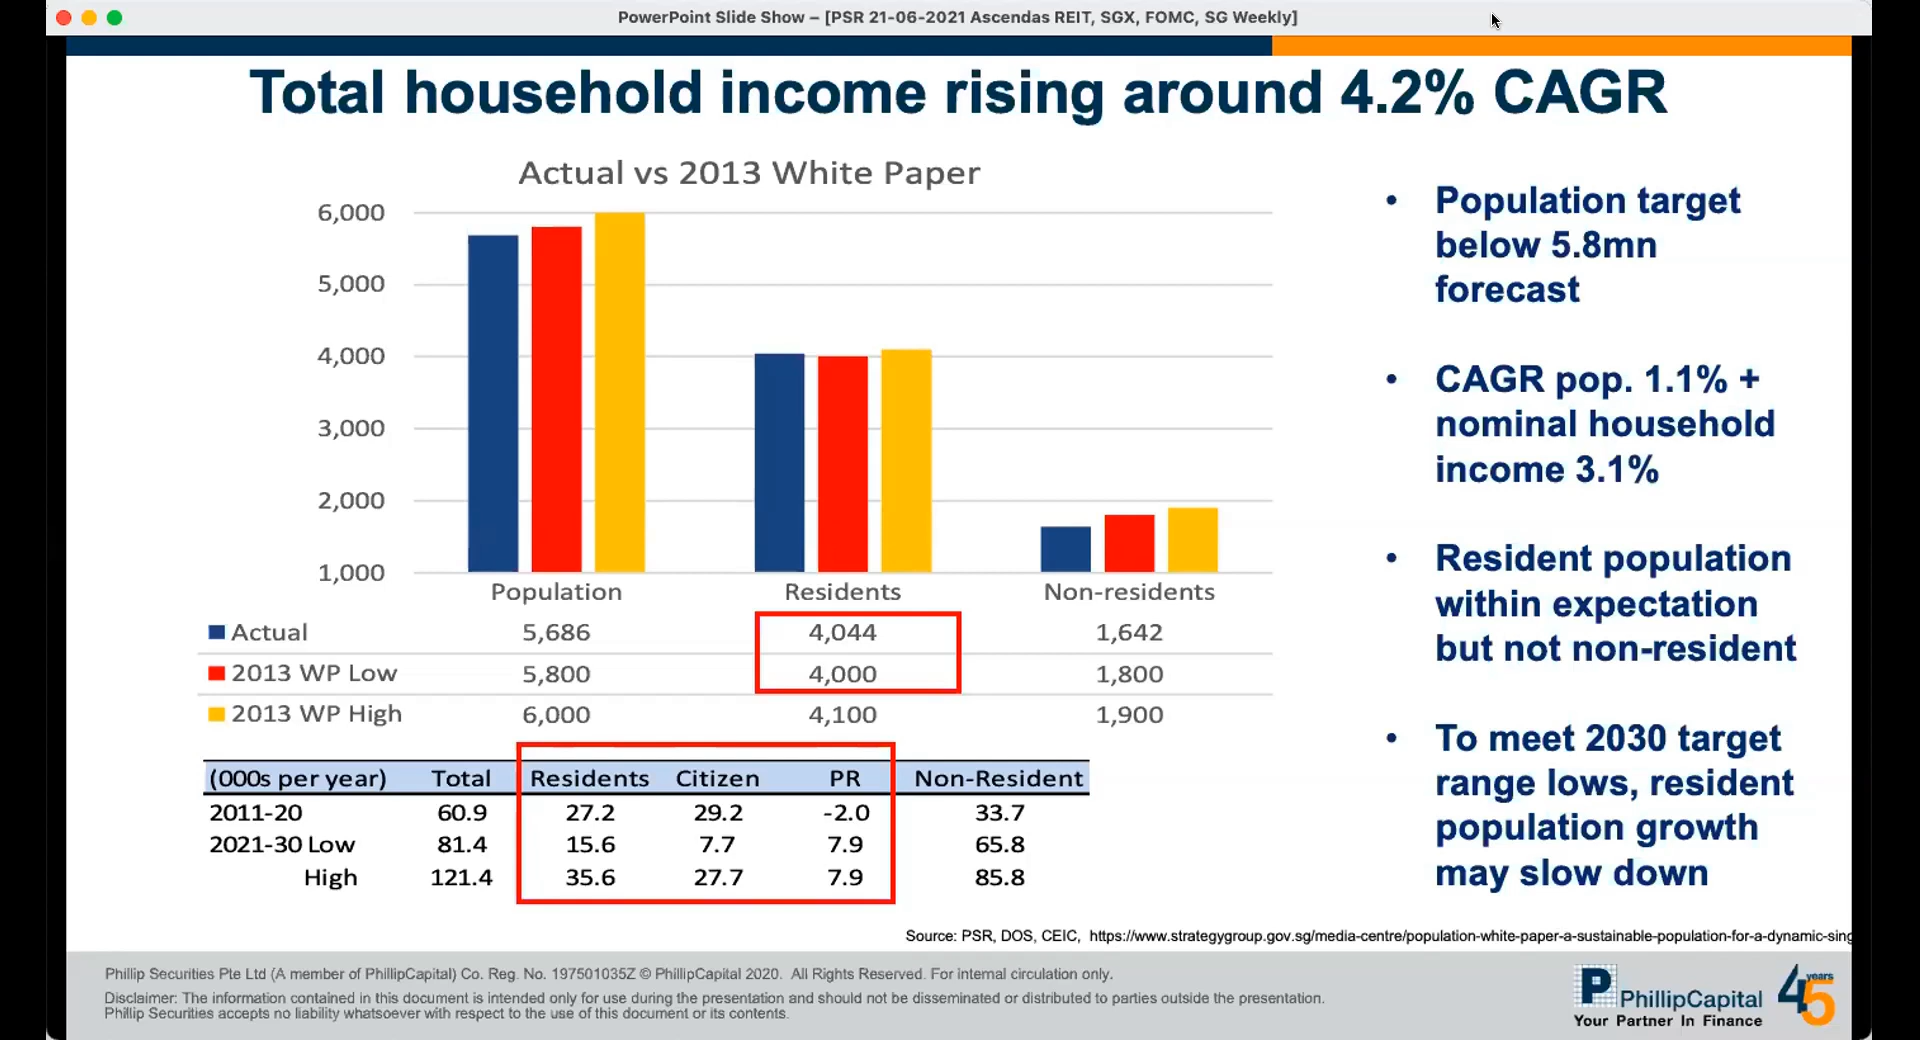 PowerPoint Slide Show – [PSR 21-06-2021 Ascendas REIT, SGX, FOMC, SG Weekly]
Total household income rising around 4.2% CAGR
Actual vs 2013 White Paper
6,000
5,000
4,000
3,000
2,000
1,000
Population Residents Non-residents
Actual 5,686 4,044 1,642
2013 WP Low 5,800 4,000 1,800
2013 WP High 6,000 4,100 1,900
(000s per year) Total Residents Citizen PR Non-Resident
2011-20 60.9 27.2 29.2 -2.0 33.7
2021-30 Low 81.4 15.6 7.7 7.9 65.8
High 121.4 35.6 27.7 7.9 85.8
• Population target
below 5.8mn
forecast
• CAGR pop. 1.1% +
nominal household
income 3.1%
• Resident population
within expectation
but not non-resident
• To meet 2030 target
range lows, resident
population growth
may slow down
Source: PSR, DOS, CEIC, https://www.strategygroup.gov.sg/media-centre/population-white-paper-a-sustainable-population-for-a-dynamic-sing
Phillip Securities Pte Ltd (A member of PhillipCapital) Co. Reg. No. 197501035Z © PhillipCapital 2020. All Rights Reserved. For internal circulation only.
Disclaimer: The information contained in this document is intended only for use during the presentation and should not be disseminated or distributed to parties outside the presentation.
Phillip Securities accepts no liability whatsoever with respect to the use of this document or its contents.
P PhillipCapital
Your Partner In Finance
45 years